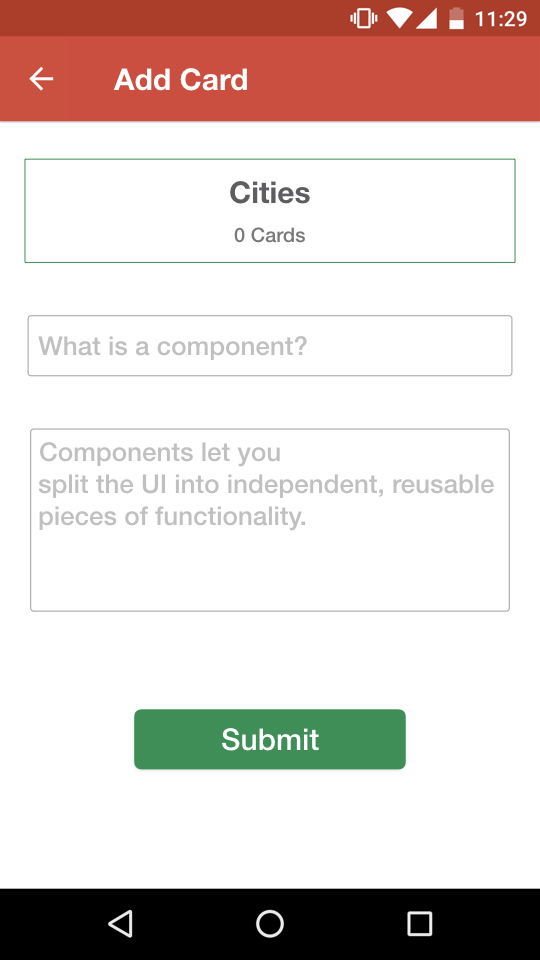 11:29
Add Card
Cities
0 Cards
What is a component?
Components let you
split the UI into independent, reusable
pieces of functionality.
Submit